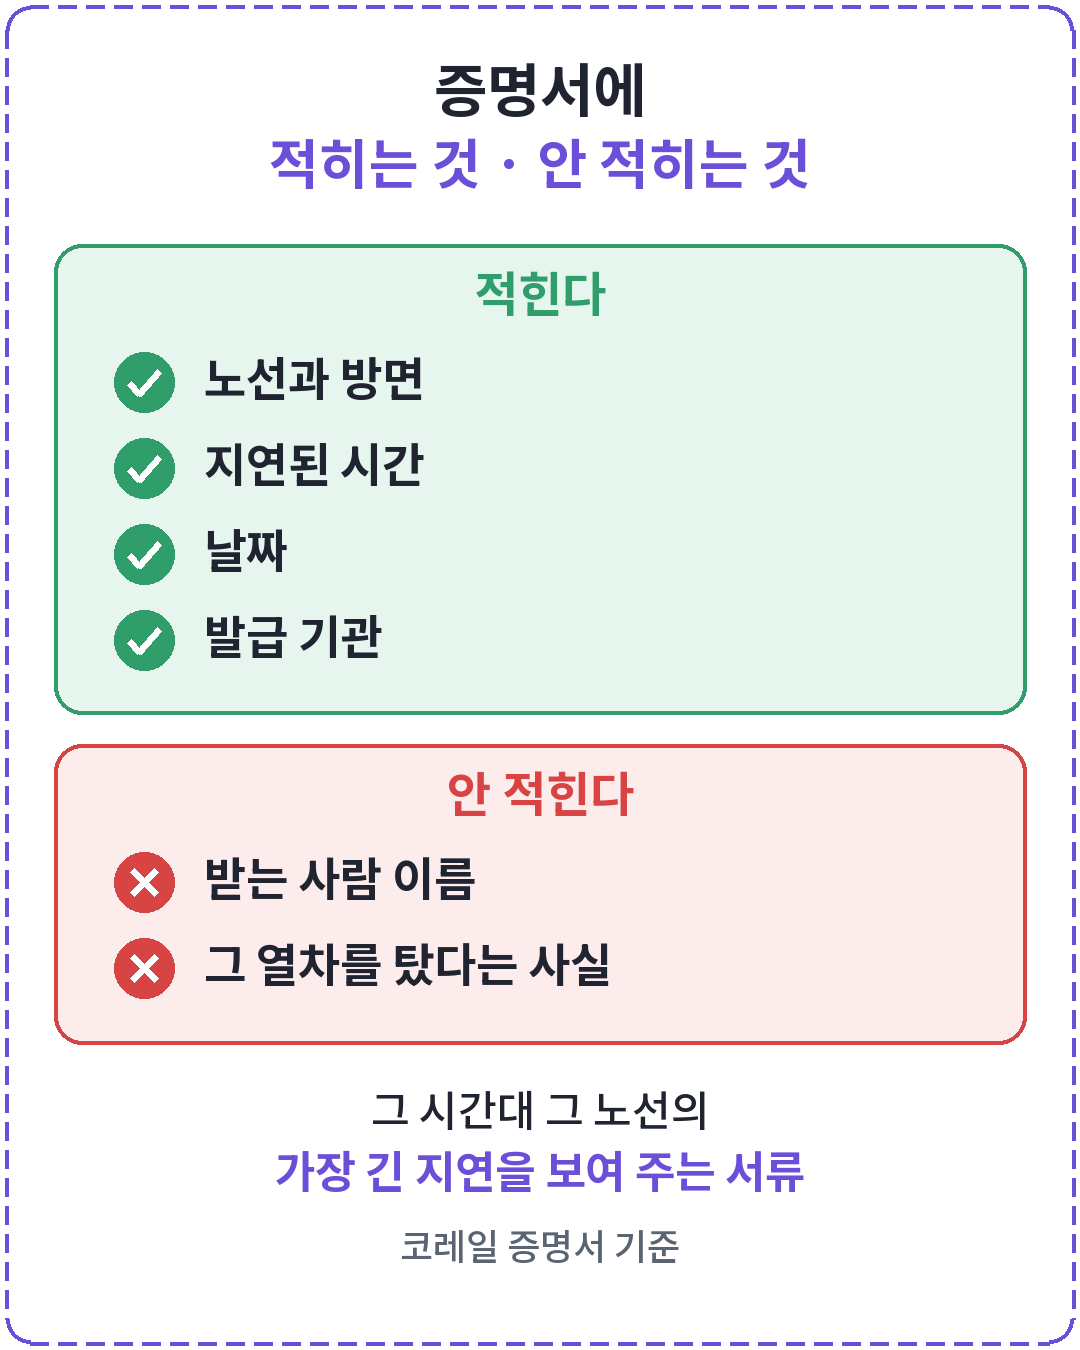 증명서에
적히는 것 · 안 적히는 것
적힌다
노선과 방면
지연된 시간
날짜
발급 기관
안 적힌다
받는 사람 이름
그 열차를 탔다는 사실
그 시간대 그 노선의
가장 긴 지연을 보여 주는 서류
코레일 증명서 기준